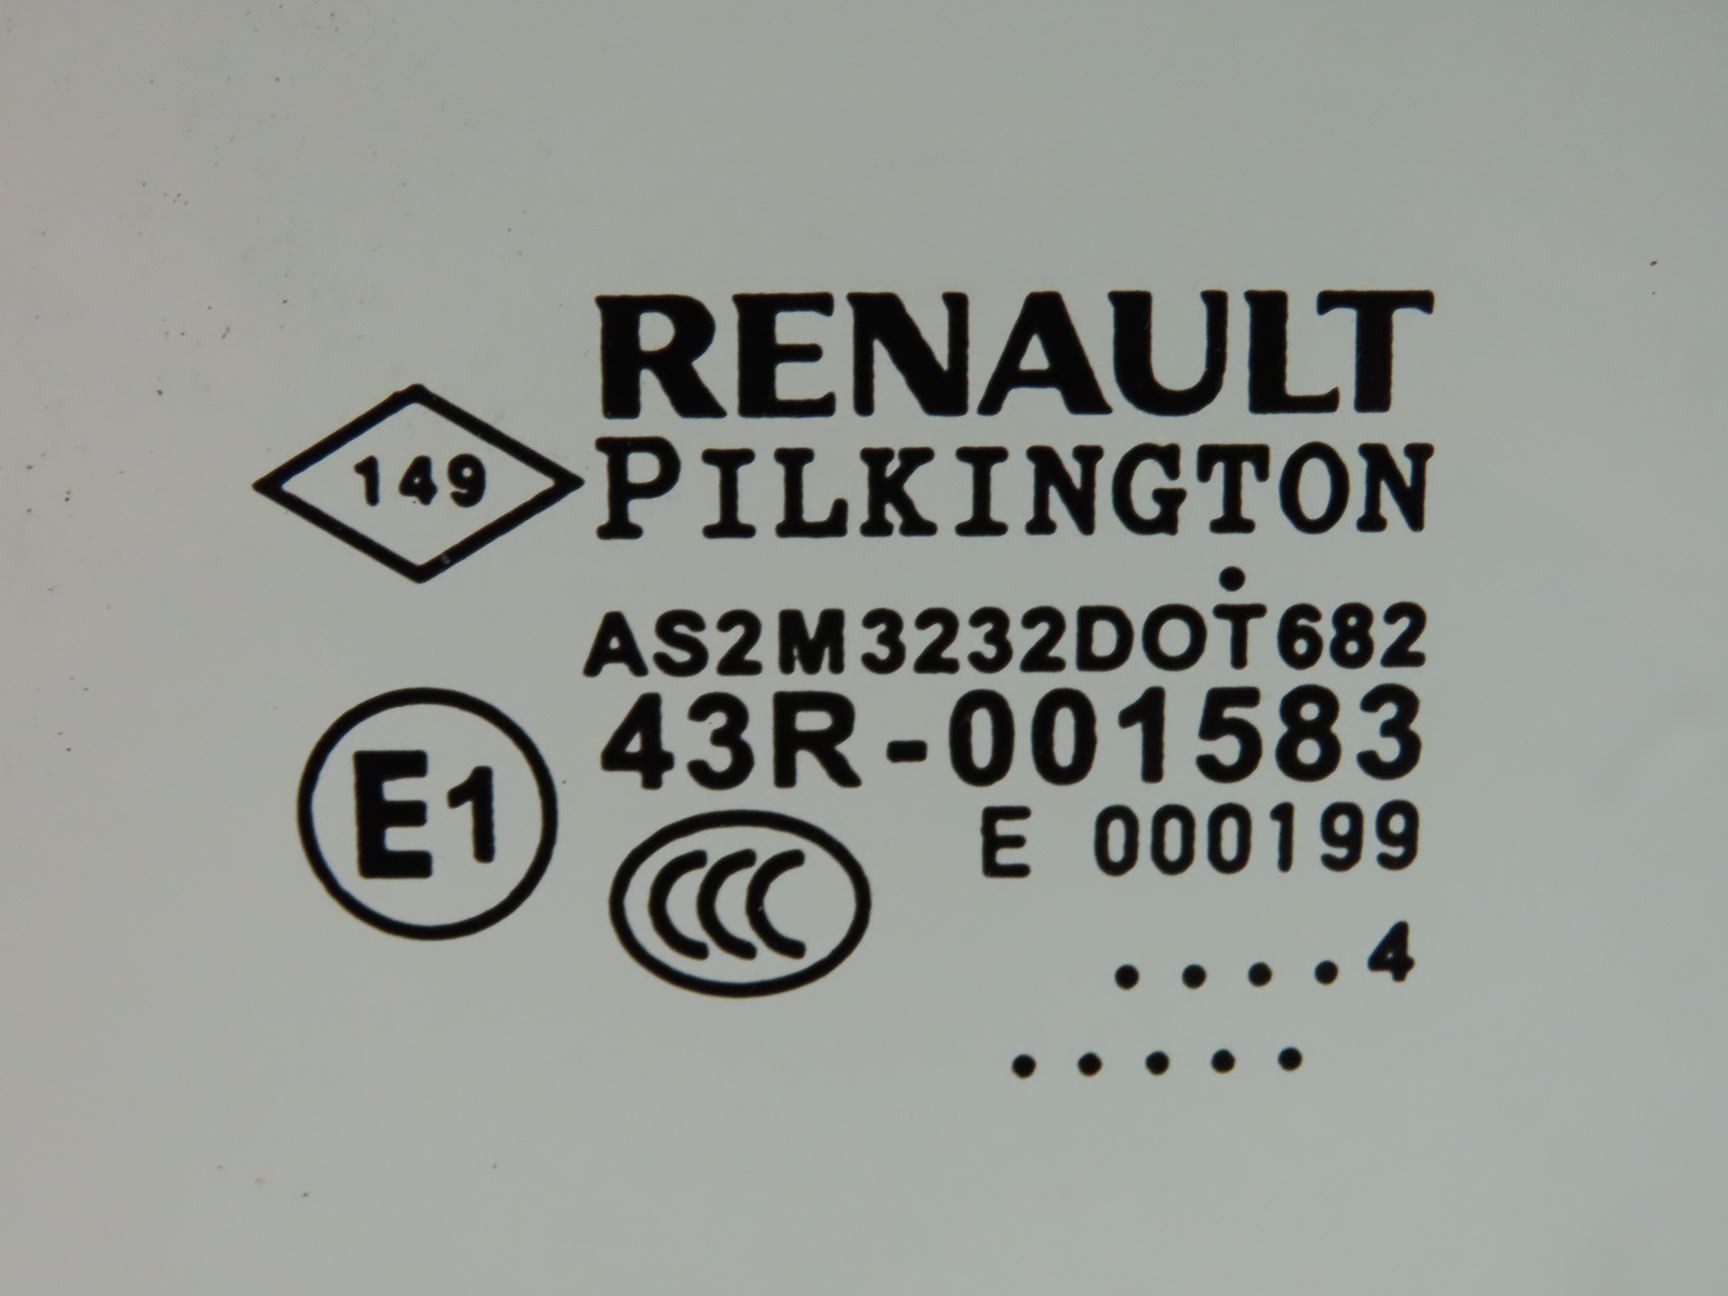 RENAULT
149
PILKINGTON
AS2M3232DOT682
43R-001583
E1
E 000199
CCC
....4
.....